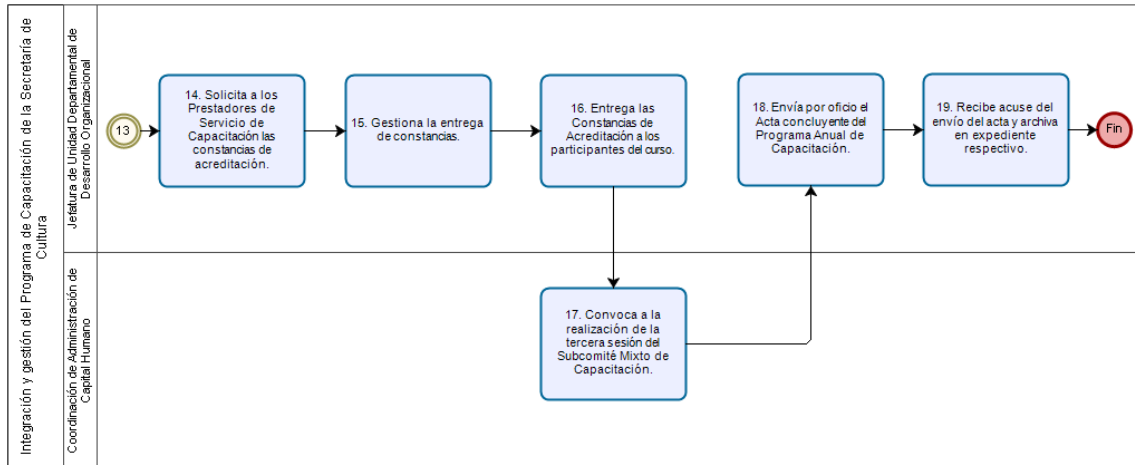 Integración y gestión del Programa de Capacitación de la Secretaría de
Cultura
Jefatura de Unidad Departamental de
Desarrollo Organizacional
13
14. Solicita a los
Prestadores de
Servicio de
Capacitación las
constancias de
acreditación.
15. Gestiona la entrega
de constancias.
16. Entrega las
Constancias de
Acreditación a los
participantes del curso.
18. Envía por oficio el
Acta concluyente del
Programa Anual de
Capacitación.
19. Recibe acuse del
envío del acta y archiva
en expediente
respectivo.
Fin
Coordinación de Administración de
Capital Humano
17. Convoca a la
realización de la
tercera sesión del
Subcomité Mixto de
Capacitación.